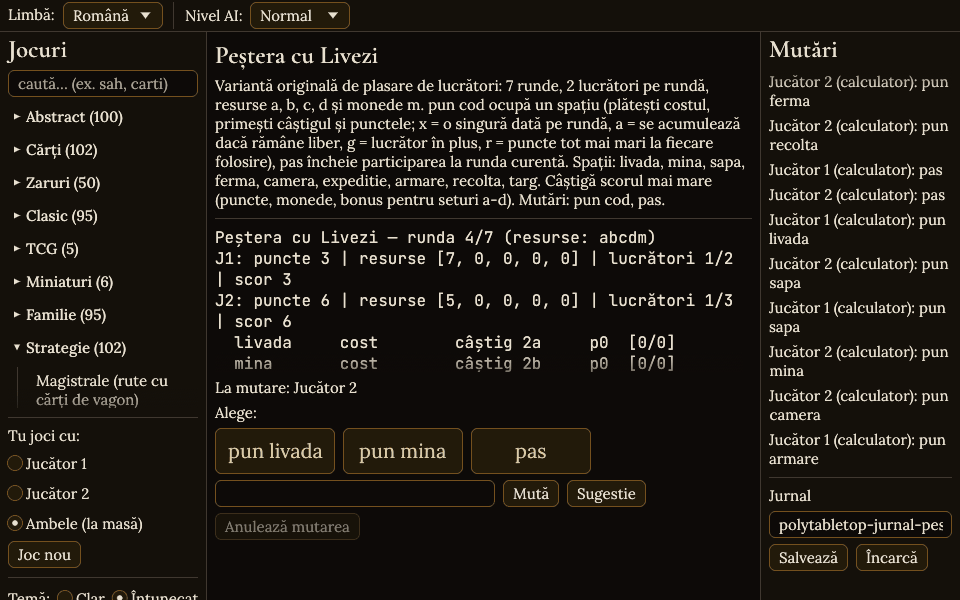 Limbă: Română ▼ Nivel AI: Normal ▼
Jocuri
caută... (ex. sah, carti)
▸ Abstract (100)
▸ Cărți (102)
▸ Zaruri (50)
▸ Clasic (95)
▸ TCG (5)
▸ Miniaturi (6)
▸ Familie (95)
▾ Strategie (102)
Magistrale (rute cu
cărți de vagon)
Tu joci cu:
Jucător 1
Jucător 2
Ambele (la masă)
Joc nou
Temă: Clar Întunecat
Peștera cu Livezi
Variantă originală de plasare de lucrători: 7 runde, 2 lucrători pe rundă,
resurse a, b, c, d și monede m. pun cod ocupă un spațiu (plătești costul,
primești câștigul și punctele; x = o singură dată pe rundă, a = se acumulează
dacă rămâne liber, g = lucrător în plus, r = puncte tot mai mari la fiecare
folosire), pas încheie participarea la runda curentă. Spații: livada, mina, sapa,
ferma, camera, expeditie, armare, recolta, targ. Câștigă scorul mai mare
(puncte, monede, bonus pentru seturi a-d). Mutări: pun cod, pas.
Peștera cu Livezi — runda 4/7 (resurse: abcdm)
J1: puncte 3 | resurse [7, 0, 0, 0, 0] | lucrători 1/2
| scor 3
J2: puncte 6 | resurse [5, 0, 0, 0, 0] | lucrători 1/3
| scor 6
livada cost câștig 2a p0 [0/0]
mina cost câștig 2b p0 [0/0]
La mutare: Jucător 2
Alege:
pun livada pun mina pas
Mută Sugestie
Anulează mutarea
Mutări
Jucător 2 (calculator): pun
ferma
Jucător 2 (calculator): pun
recolta
Jucător 1 (calculator): pas
Jucător 2 (calculator): pas
Jucător 1 (calculator): pun
livada
Jucător 2 (calculator): pun
sapa
Jucător 1 (calculator): pun
sapa
Jucător 2 (calculator): pun
mina
Jucător 2 (calculator): pun
camera
Jucător 1 (calculator): pun
armare
Jurnal
polytabletop-jurnal-pes
Salvează Încarcă